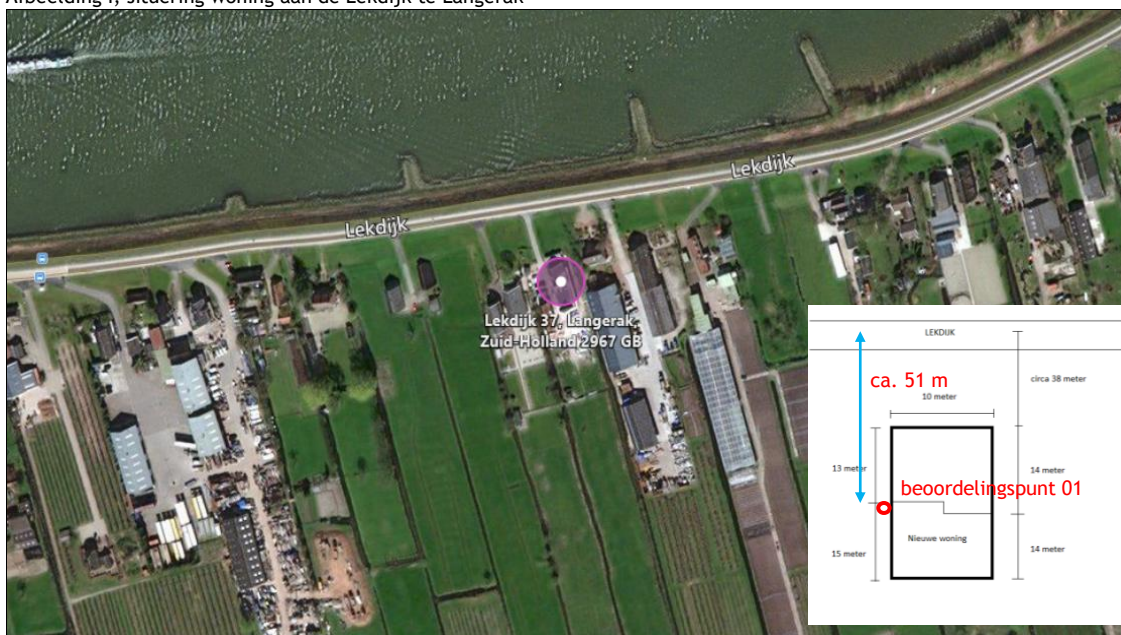 Afbeelding I, situering woning aan de Lekdijk te Langerak
Lekdijk
Lekdijk
Lekdijk 37, Langerak,
Zuid-Holland 2967 GB
LEKDIJK
ca. 51 m
circa 38 meter
10 meter
13 meter
14 meter
beoordelingspunt 01
Nieuwe woning
15 meter
14 meter